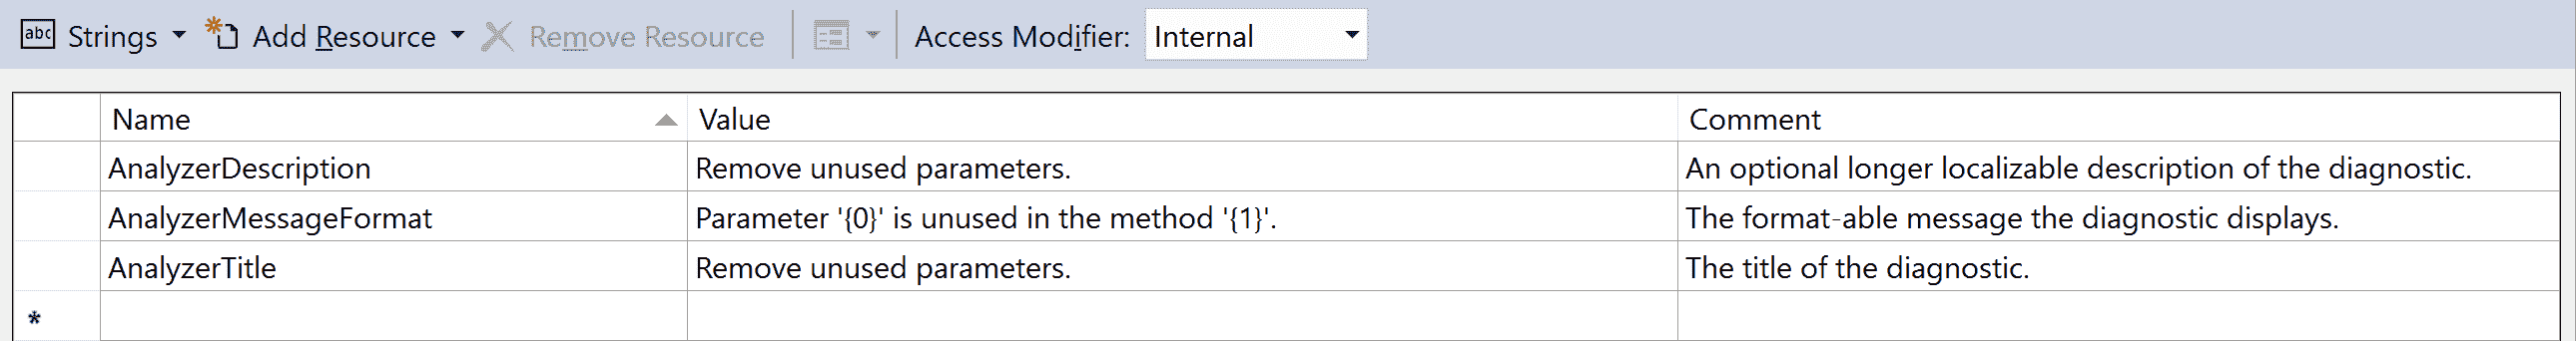 abc Strings Add Resource Remove Resource Access Modifier: Internal
Name Value Comment
AnalyzerDescription Remove unused parameters. An optional longer localizable description of the diagnostic.
AnalyzerMessageFormat Parameter '{0}' is unused in the method '{1}'. The format-able message the diagnostic displays.
AnalyzerTitle Remove unused parameters. The title of the diagnostic.
*